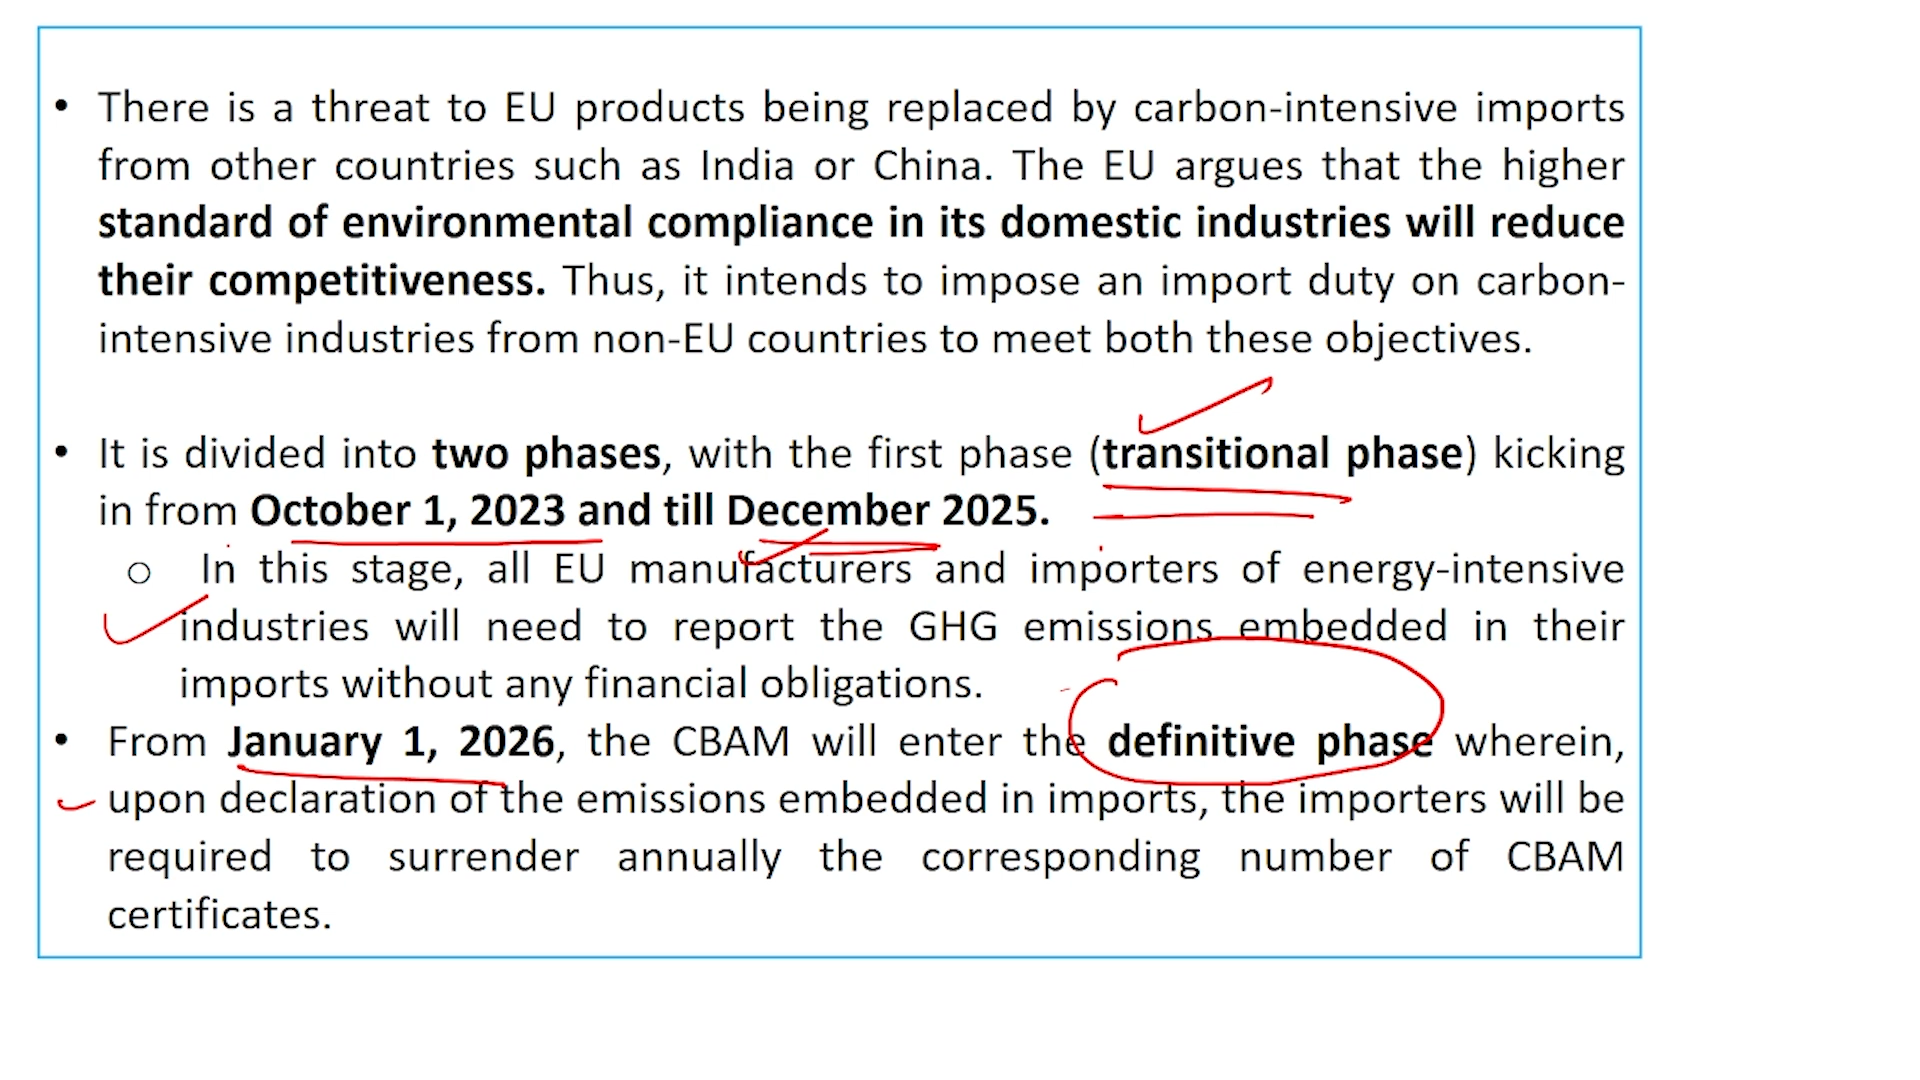 • There is a threat to EU products being replaced by carbon-intensive imports
from other countries such as India or China. The EU argues that the higher
standard of environmental compliance in its domestic industries will reduce
their competitiveness. Thus, it intends to impose an import duty on carbon-
intensive industries from non-EU countries to meet both these objectives.
• It is divided into two phases, with the first phase (transitional phase) kicking
in from October 1, 2023 and till December 2025.
o In this stage, all EU manufacturers and importers of energy-intensive
industries will need to report the GHG emissions embedded in their
imports without any financial obligations.
• From January 1, 2026, the CBAM will enter the definitive phase wherein,
upon declaration of the emissions embedded in imports, the importers will be
required to surrender annually the corresponding number of CBAM
certificates.